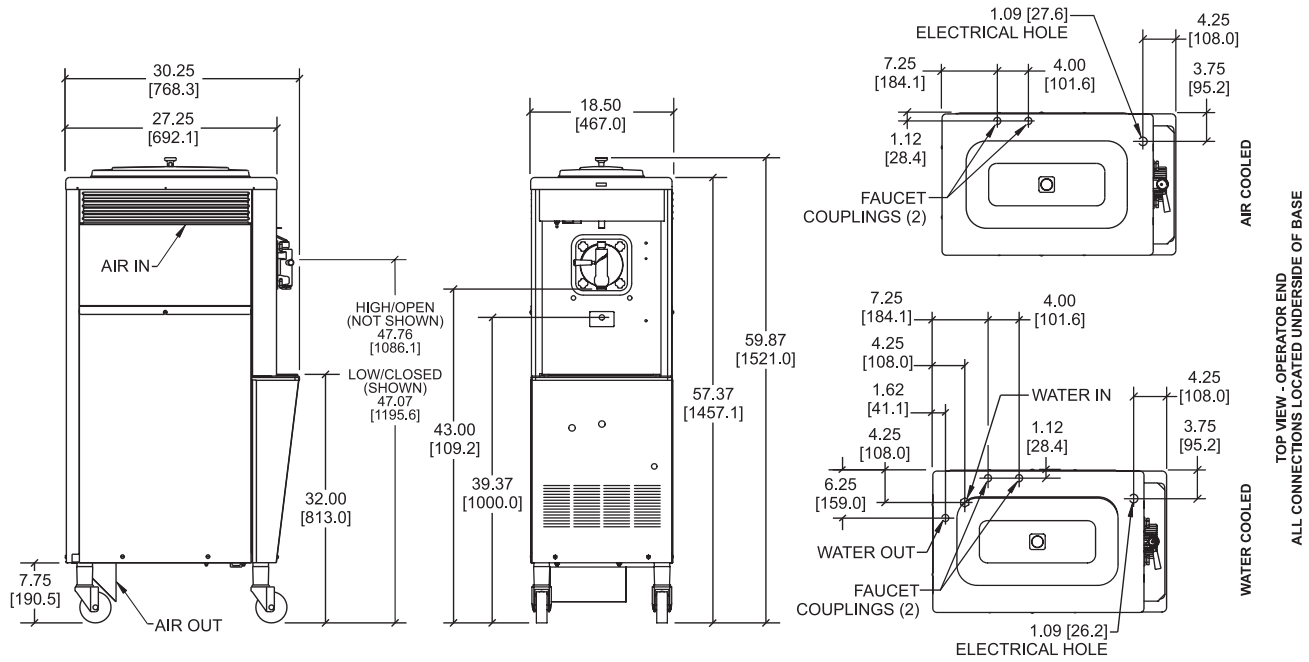 30.25
[768.3]
27.25
[692.1]
AIR IN
HIGH/OPEN
(NOT SHOWN)
47.76
[1086.1]
LOW/CLOSED
(SHOWN)
47.07
[1195.6]
32.00
[813.0]
7.75
[190.5]
AIR OUT
18.50
[467.0]
43.00
[109.2]
39.37
[1000.0]
59.87
[1521.0]
57.37
[1457.1]
1.09 [27.6]
ELECTRICAL HOLE
4.25
[108.0]
7.25
[184.1]
4.00
[101.6]
3.75
[95.2]
1.12
[28.4]
FAUCET
COUPLINGS (2)
AIR COOLED
7.25
[184.1]
4.00
[101.6]
4.25
[108.0]
WATER IN
4.25
[108.0]
1.62
[41.1]
1.12
[28.4]
3.75
[95.2]
4.25
[108.0]
6.25
[159.0]
WATER OUT
FAUCET
COUPLINGS (2)
1.09 [26.2]
ELECTRICAL HOLE
WATER COOLED
TOP VIEW - OPERATOR END
ALL CONNECTIONS LOCATED UNDERSIDE OF BASE